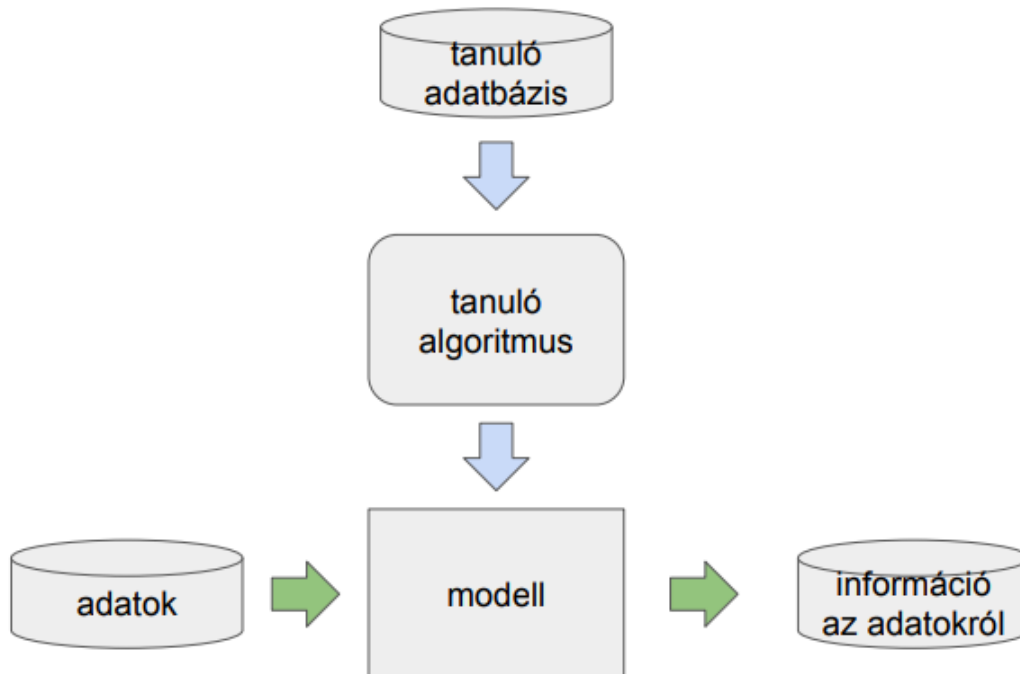 tanuló
adatbázis
tanuló
algoritmus
adatok
modell
információ
az adatokról